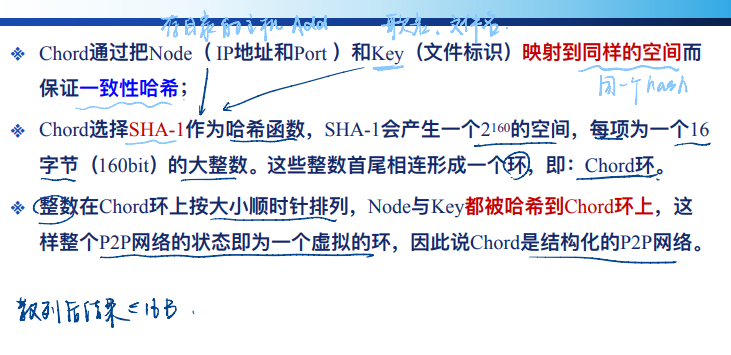 存目录的主机 Add 歌名、文件名
❖ Chord通过把Node（ IP地址和Port ）和Key（文件标识）映射到同样的空间而
保证一致性哈希；
同一个hash
❖ Chord选择SHA-1作为哈希函数，SHA-1会产生一个2¹⁶⁰的空间，每项为一个16
字节（160bit）的大整数。这些整数首尾相连形成一个环，即：Chord环。
❖ 整数在Chord环上按大小顺时针排列，Node与Key都被哈希到Chord环上，这
样整个P2P网络的状态即为一个虚拟的环，因此说Chord是结构化的P2P网络。
散列后结果 = 16B.